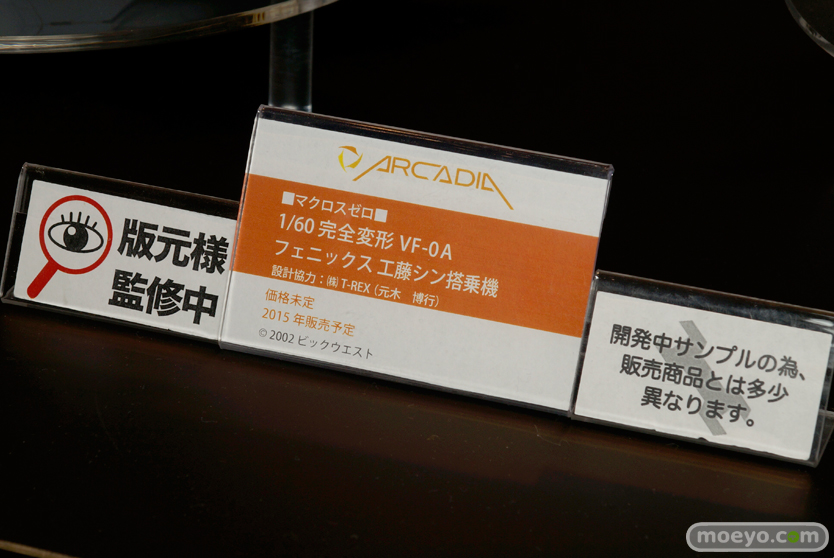 版元様
監修中
ARCADIA
■マクロスゼロ■
1/60 完全変形 VF-0A
フェニックス 工藤シン搭乗機
設計協力:㈱ T-REX(元木 博行)
価格未定
2015年販売予定
© 2002 ビックウエスト
開発中サンプルの為、
販売商品とは多少
異なります。
moeyo.com